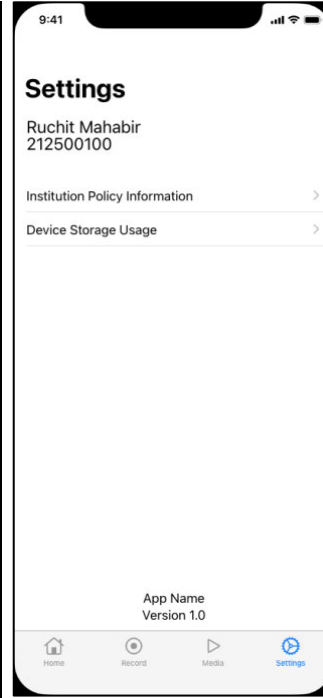 9:41
Settings
Ruchit Mahabir
212500100
Institution Policy Information
Device Storage Usage
App Name
Version 1.0
Home Record Media Settings